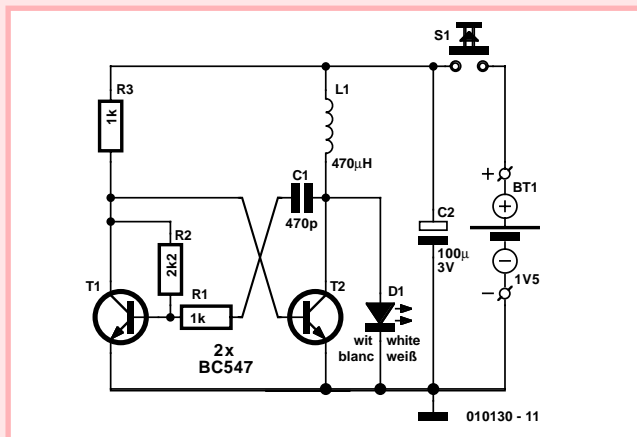 S1
R3
1k
L1
470µH
C1
470p
+
BT1
+
C2
100µ
3V
−
1V5
−
R2
2k2
T1
R1
1k
T2
D1
2x
BC547
wit white
blanc weiß
010130 - 11